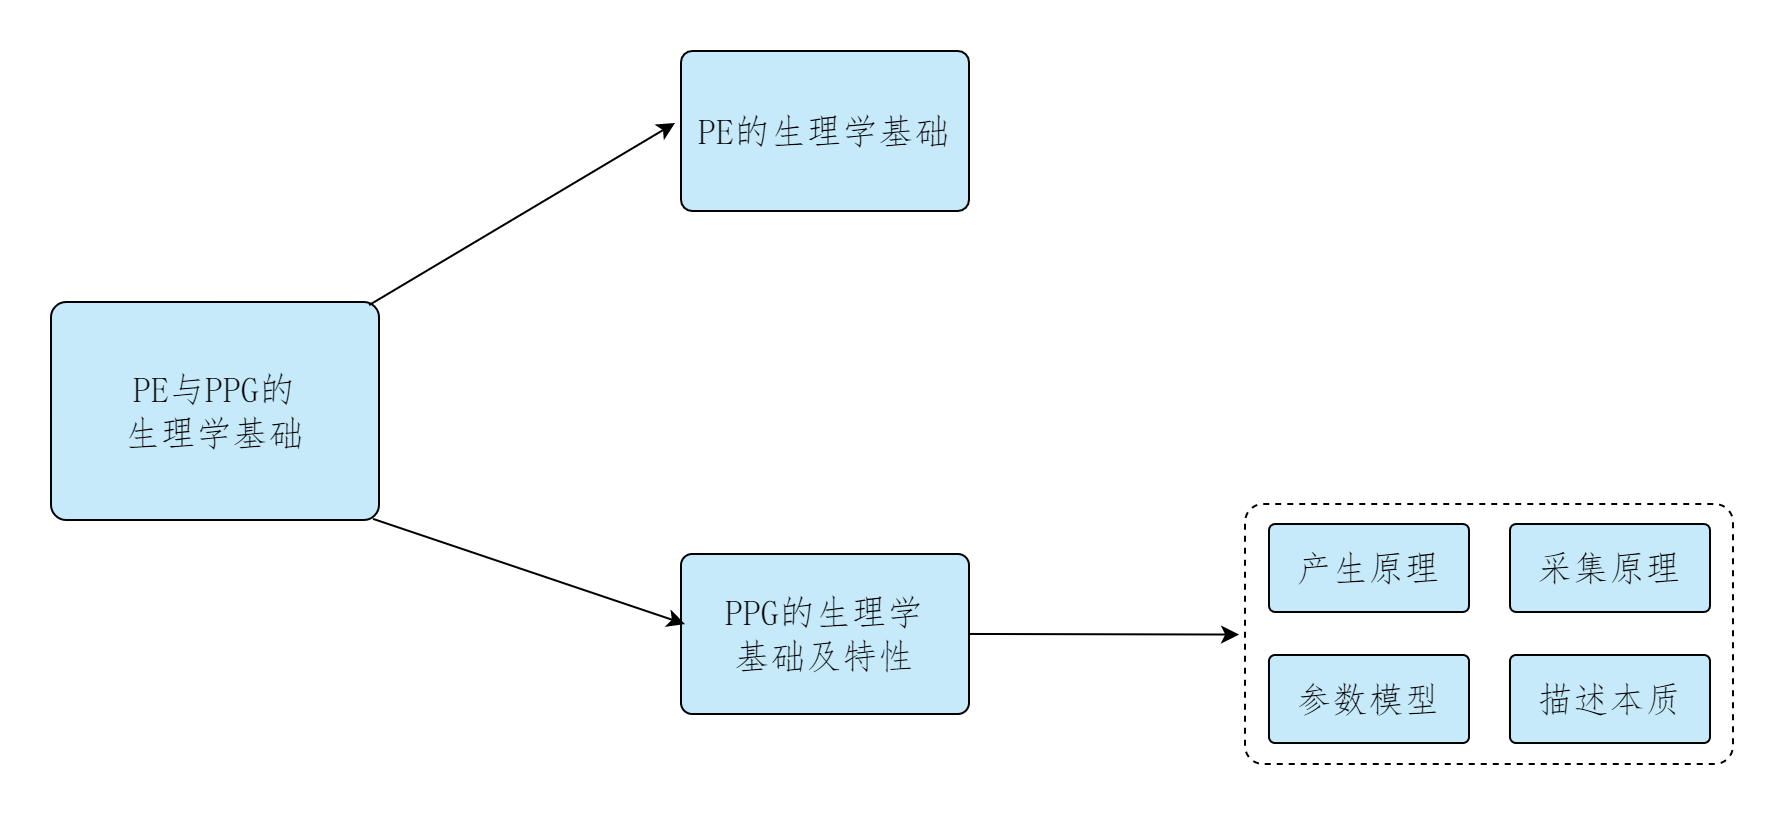 PE的生理学基础
PE与PPG的
生理学基础
PPG的生理学
基础及特性
产生原理
采集原理
参数模型
描述本质